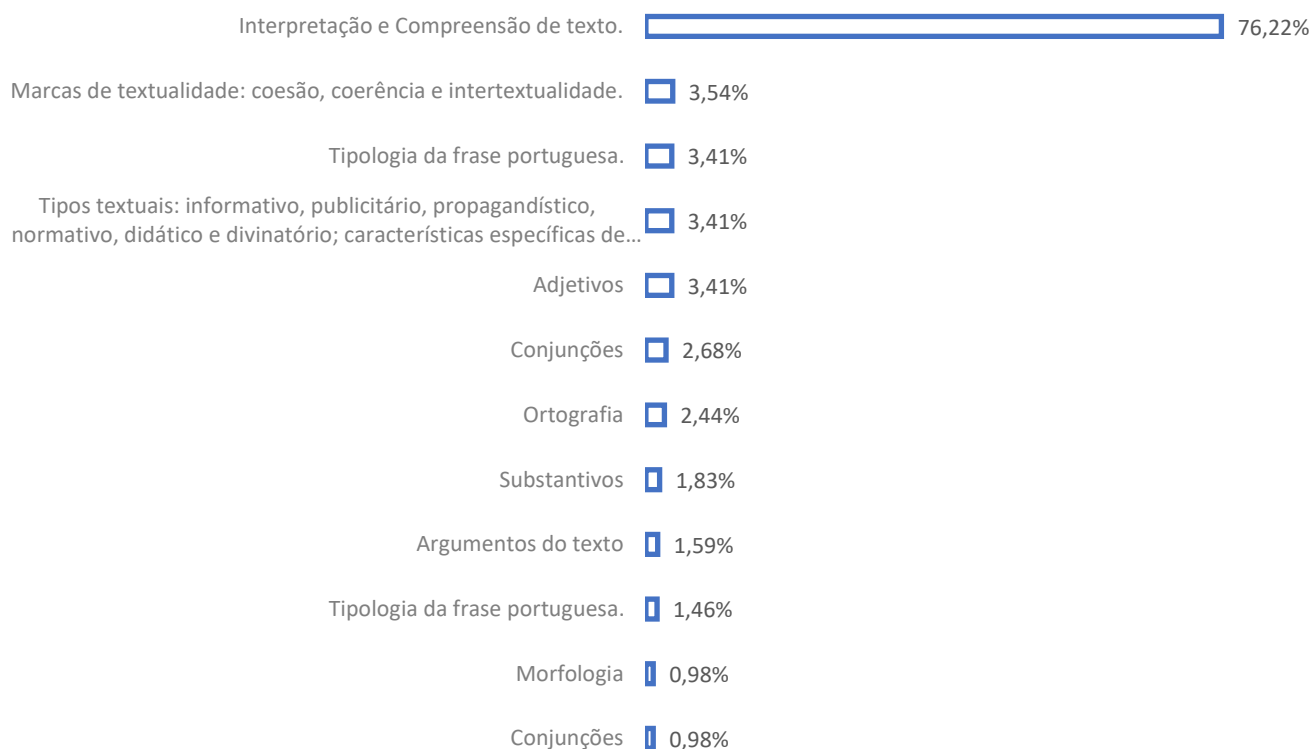 Interpretação e Compreensão de texto. 76,22%
Marcas de textualidade: coesão, coerência e intertextualidade. 3,54%
Tipologia da frase portuguesa. 3,41%
Tipos textuais: informativo, publicitário, propagandístico,
normativo, didático e divinatório; características específicas de… 3,41%
Adjetivos 3,41%
Conjunções 2,68%
Ortografia 2,44%
Substantivos 1,83%
Argumentos do texto 1,59%
Tipologia da frase portuguesa. 1,46%
Morfologia 0,98%
Conjunções 0,98%